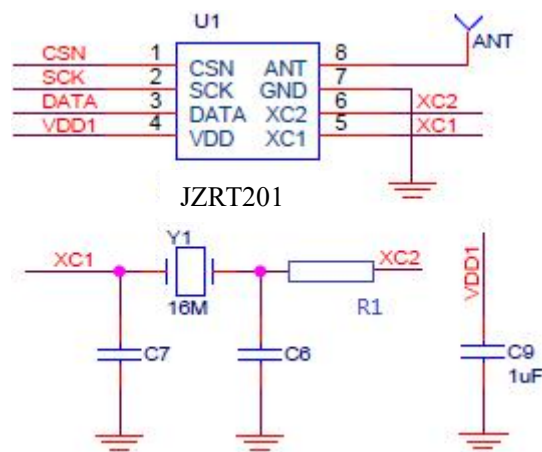 U1
ANT
CSN 1 CSN ANT 8
SCK 2 SCK GND 7
DATA 3 DATA XC2 6 XC2
VDD1 4 VDD XC1 5 XC1
JZRT201
XC1 Y1 XC2 VDD1
16M R1
C7 C6 C9
1uF